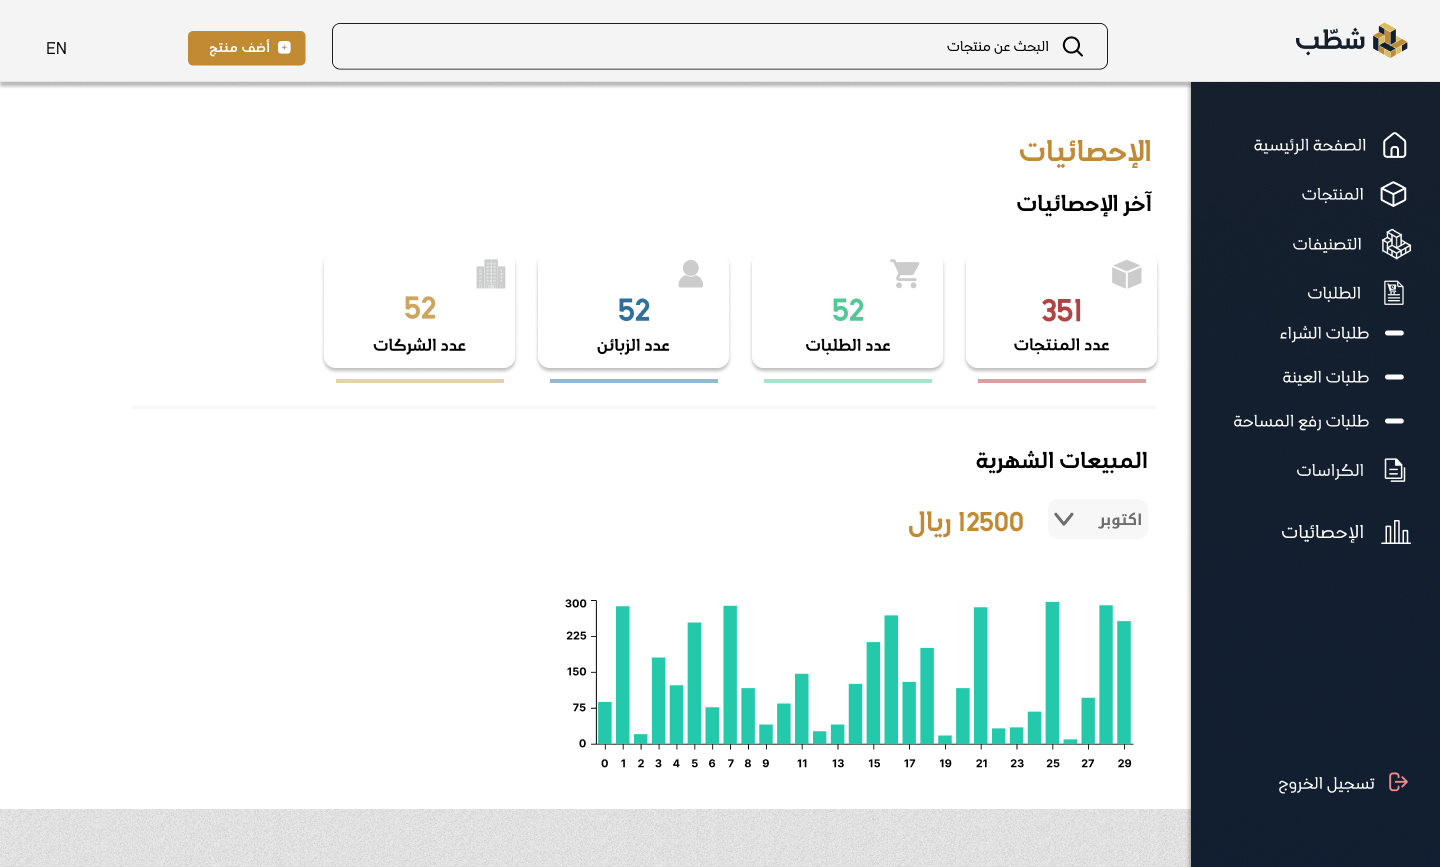 شطّب
البحث عن منتجات
أضف منتج
EN
الصفحة الرئيسية
المنتجات
التصنيفات
الطلبات
طلبات الشراء
طلبات العينة
طلبات رفع المساحة
الكراسات
الإحصائيات
تسجيل الخروج
الإحصائيات
آخر الإحصائيات
351
عدد المنتجات
52
عدد الطلبات
52
عدد الزبائن
52
عدد الشركات
المبيعات الشهرية
اكتوبر
12500 ريال
300
225
150
75
0
0 1 2 3 4 5 6 7 8 9 11 13 15 17 19 21 23 25 27 29